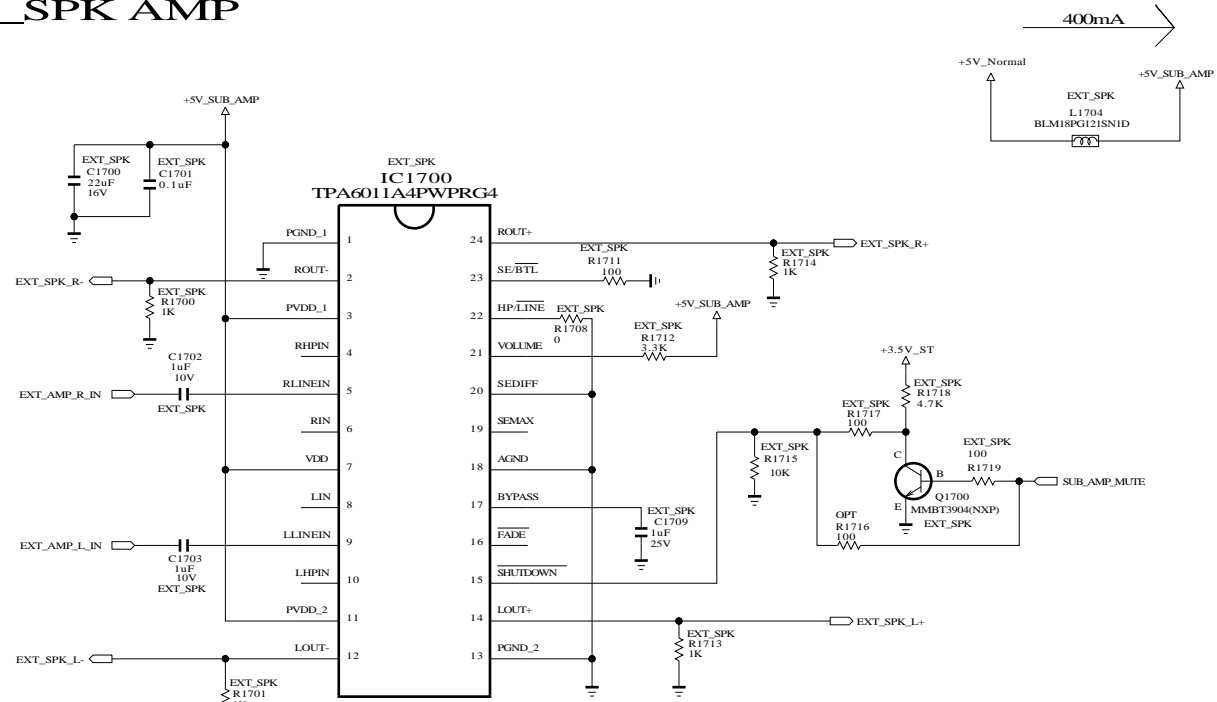 _SPK AMP
400mA
+5V_Normal
+5V_SUB_AMP
EXT_SPK
L1704
BLM18PG121SN1D
+5V_SUB_AMP
EXT_SPK
C1700
22uF
16V
EXT_SPK
C1701
0.1uF
EXT_SPK
IC1700
TPA6011A4PWPRG4
PGND_1
1
ROUT-
2
PVDD_1
3
RHPIN
4
RLINEIN
5
RIN
6
VDD
7
LIN
8
LLINEIN
9
LHPIN
10
PVDD_2
11
LOUT-
12
24
ROUT+
23
SE/BTL
22
HP/LINE
21
VOLUME
20
SEDIFF
19
SEMAX
18
AGND
17
BYPASS
16
FADE
15
SHUTDOWN
14
LOUT+
13
PGND_2
EXT_SPK_R-
EXT_SPK
R1700
1K
C1702
1uF
10V
EXT_SPK
EXT_AMP_R_IN
EXT_AMP_L_IN
C1703
1uF
10V
EXT_SPK
EXT_SPK_L-
EXT_SPK
R1701
EXT_SPK_R+
EXT_SPK
R1714
1K
EXT_SPK
R1711
100
EXT_SPK
R1708
0
+5V_SUB_AMP
EXT_SPK
R1712
3.3K
+3.5V_ST
EXT_SPK
R1718
4.7K
EXT_SPK
R1717
100
EXT_SPK
R1715
10K
EXT_SPK
100
R1719
SUB_AMP_MUTE
C
B
E
Q1700
MMBT3904(NXP)
EXT_SPK
OPT
R1716
100
EXT_SPK
C1709
1uF
25V
EXT_SPK_L+
EXT_SPK
R1713
1K